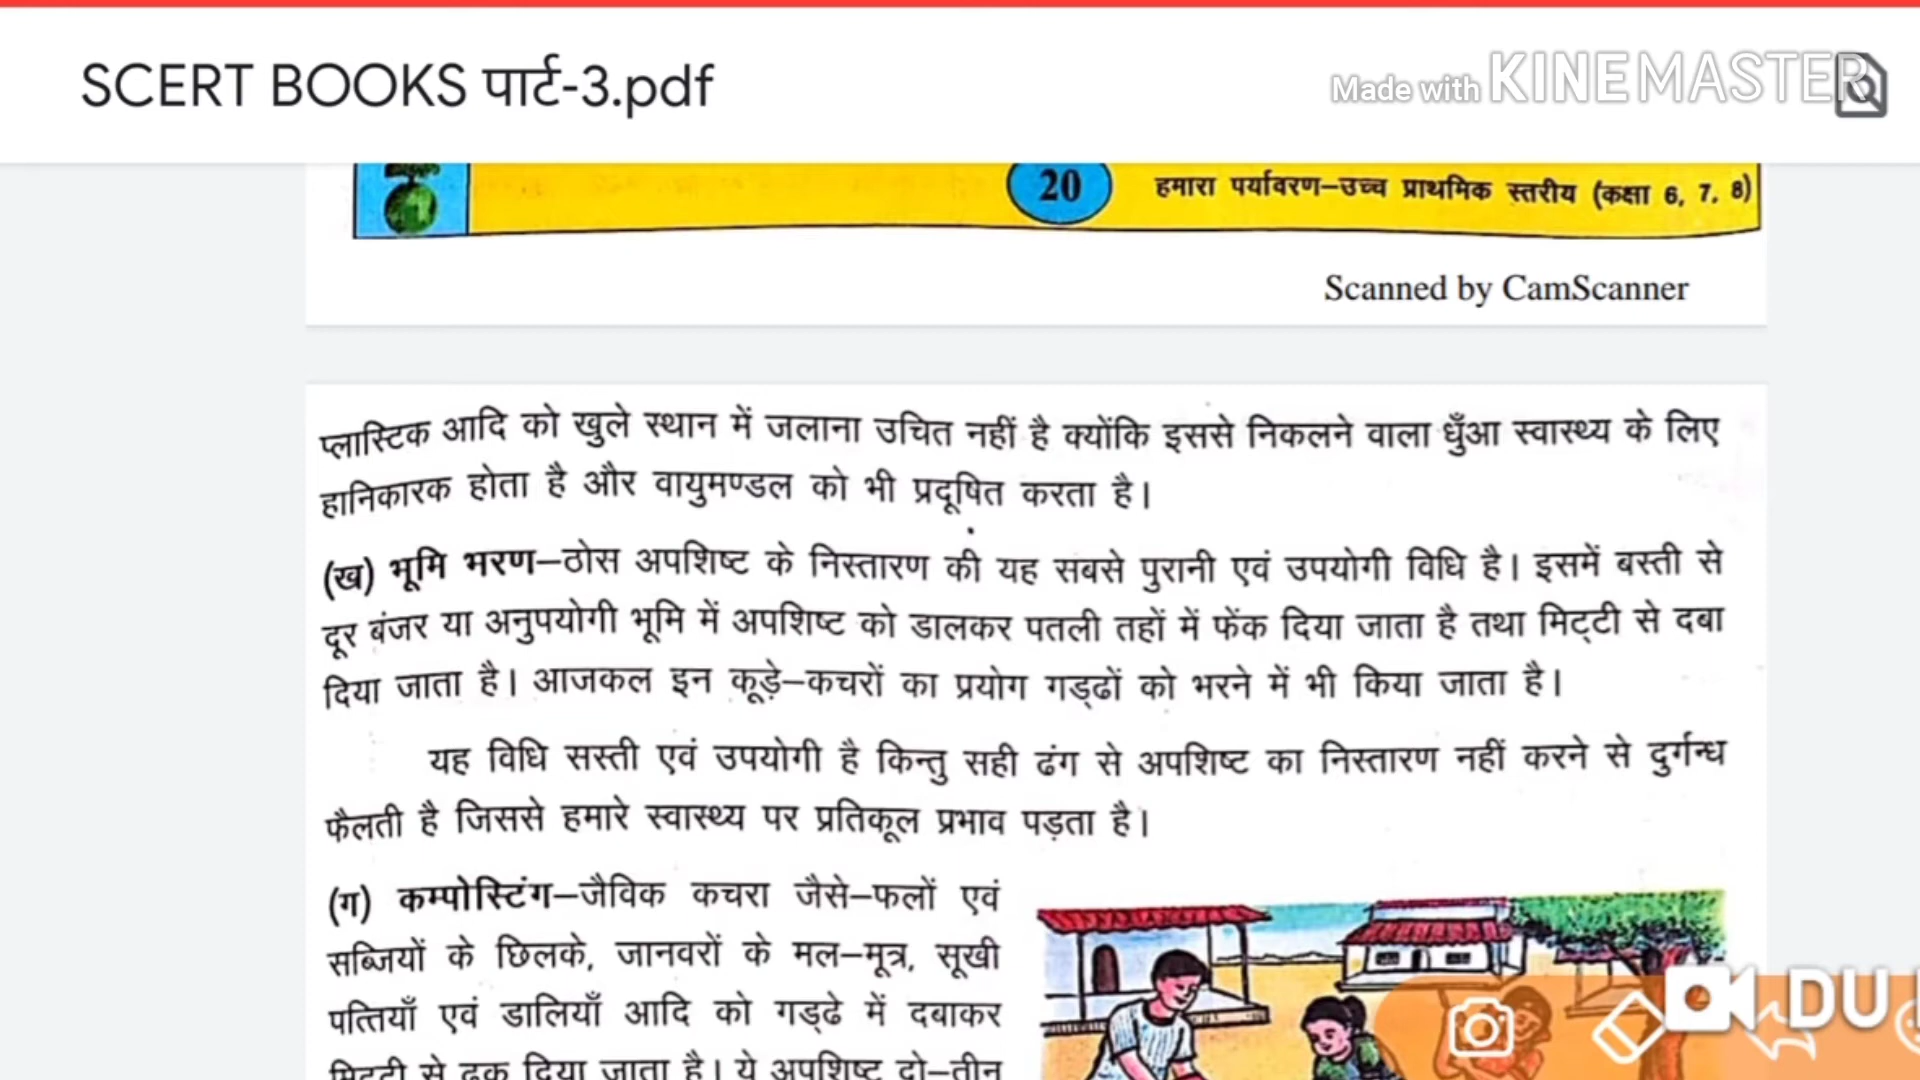 SCERT BOOKS पार्ट-3.pdf
Made with KINEMASTER
20
हमारा पर्यावरण–उच्च प्राथमिक स्तरीय (कक्षा 6, 7, 8)
Scanned by CamScanner
प्लास्टिक आदि को खुले स्थान में जलाना उचित नहीं है क्योंकि इससे निकलने वाला धुँआ स्वास्थ्य के लिए
हानिकारक होता है और वायुमण्डल को भी प्रदूषित करता है।
(ख) भूमि भरण–ठोस अपशिष्ट के निस्तारण की यह सबसे पुरानी एवं उपयोगी विधि है। इसमें बस्ती से
दूर बंजर या अनुपयोगी भूमि में अपशिष्ट को डालकर पतली तहों में फेंक दिया जाता है तथा मिट्टी से दबा
दिया जाता है। आजकल इन कूड़े–कचरों का प्रयोग गड्ढों को भरने में भी किया जाता है।
यह विधि सस्ती एवं उपयोगी है किन्तु सही ढंग से अपशिष्ट का निस्तारण नहीं करने से दुर्गन्ध
फैलती है जिससे हमारे स्वास्थ्य पर प्रतिकूल प्रभाव पड़ता है।
(ग) कम्पोस्टिंग–जैविक कचरा जैसे–फलों एवं
सब्जियों के छिलके, जानवरों के मल–मूत्र, सूखी
पत्तियाँ एवं डालियाँ आदि को गड्ढे में दबाकर
मिट्टी से ढक दिया जाता है। ये अपशिष्ट दो–तीन
DU